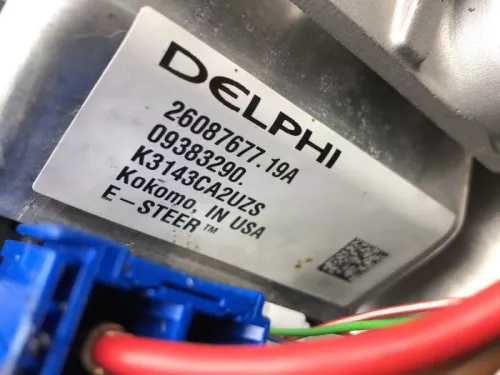 DELPHI
26087677.19A
09383290.
K3143CA2UZS
Kokomo, IN USA
E-STEER™